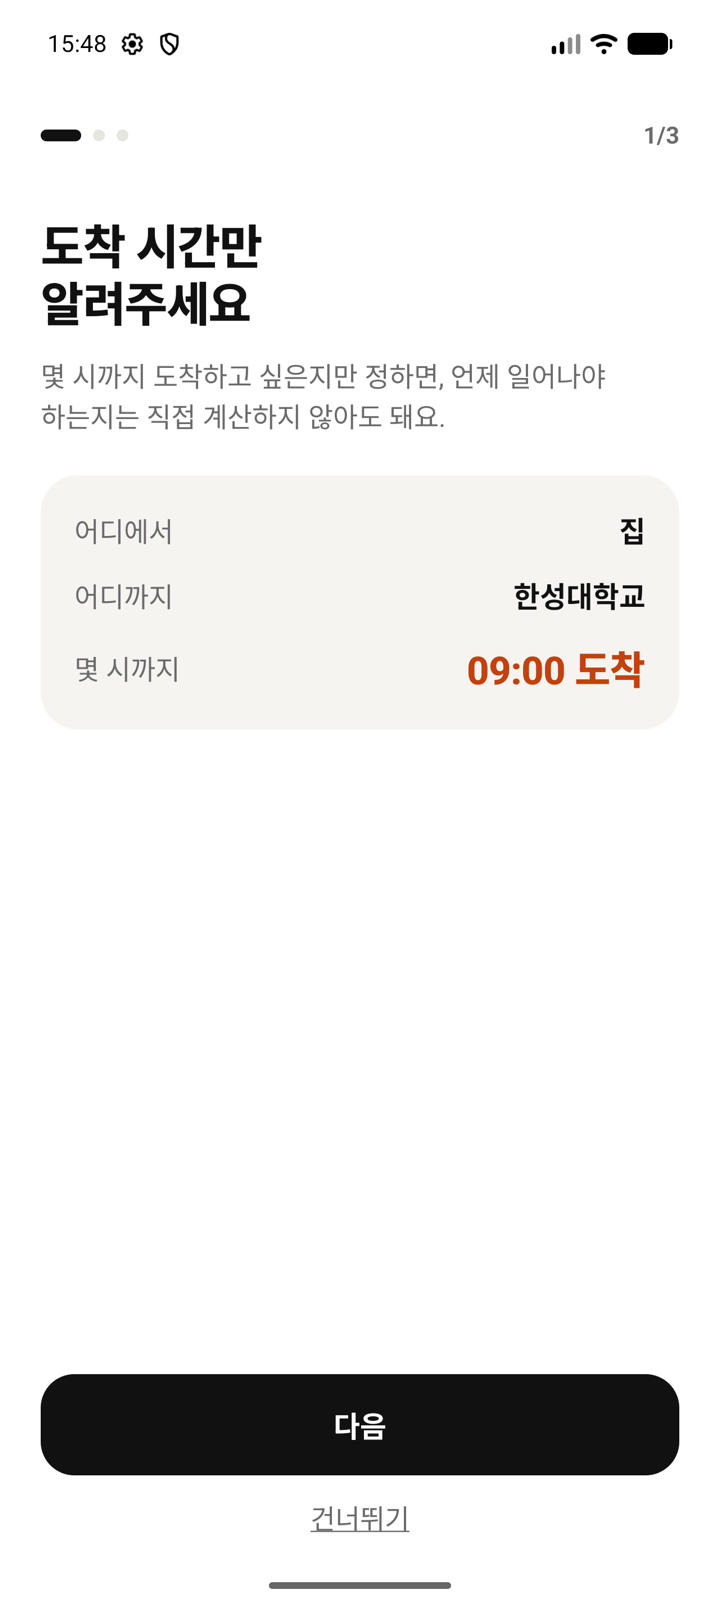 15:48
1/3
도착 시간만
알려주세요
몇 시까지 도착하고 싶은지만 정하면, 언제 일어나야
하는지는 직접 계산하지 않아도 돼요.
어디에서 집
어디까지 한성대학교
몇 시까지 09:00 도착
다음
건너뛰기